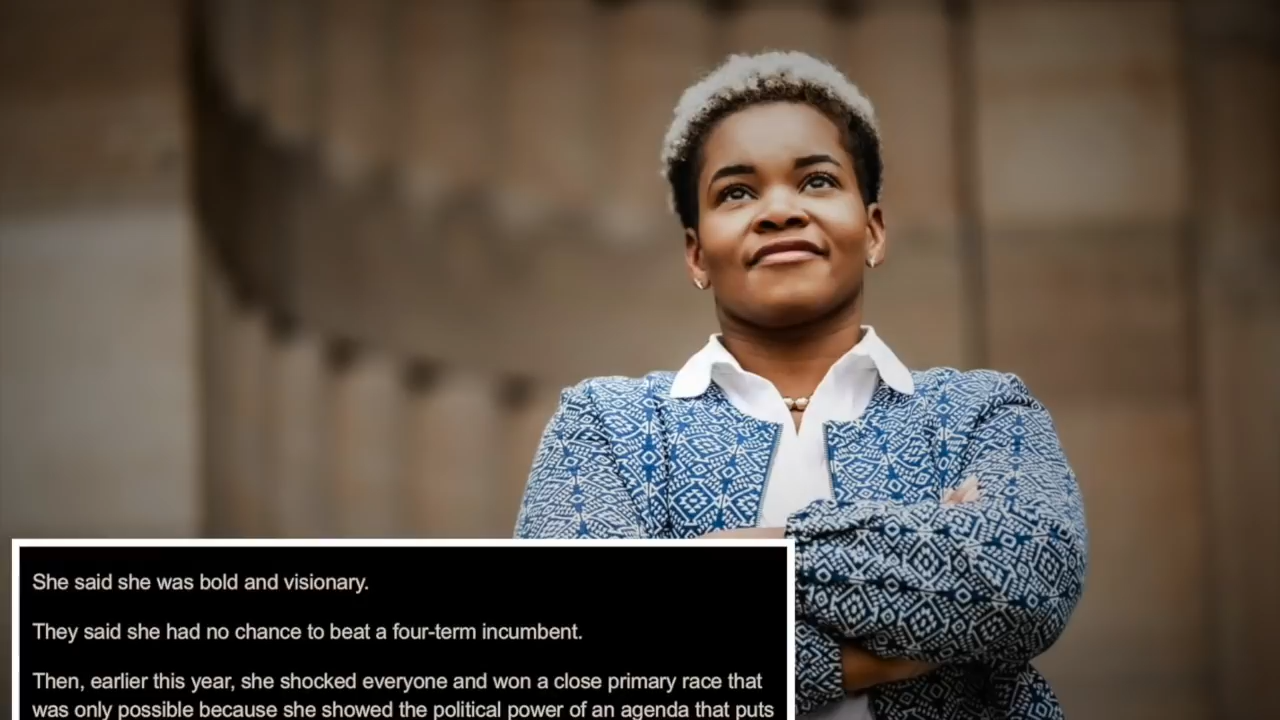 She said she was bold and visionary.
They said she had no chance to beat a four-term incumbent.
Then, earlier this year, she shocked everyone and won a close primary race that
was only possible because she showed the political power of an agenda that puts